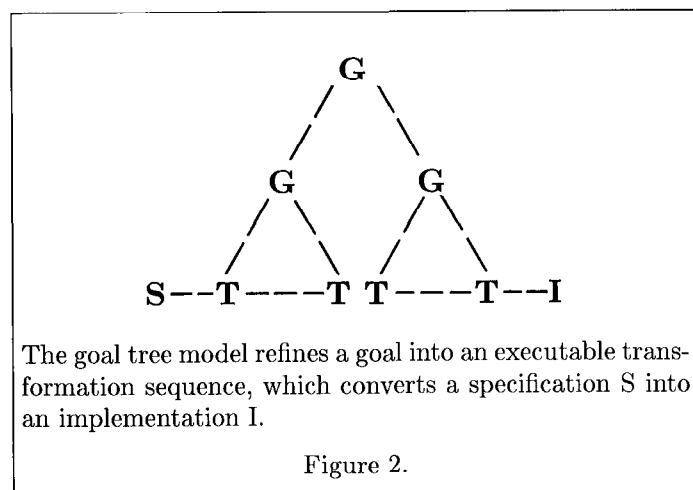 G
G G
S--T---T T---T--I
The goal tree model refines a goal into an executable trans-
formation sequence, which converts a specification S into
an implementation I.
Figure 2.